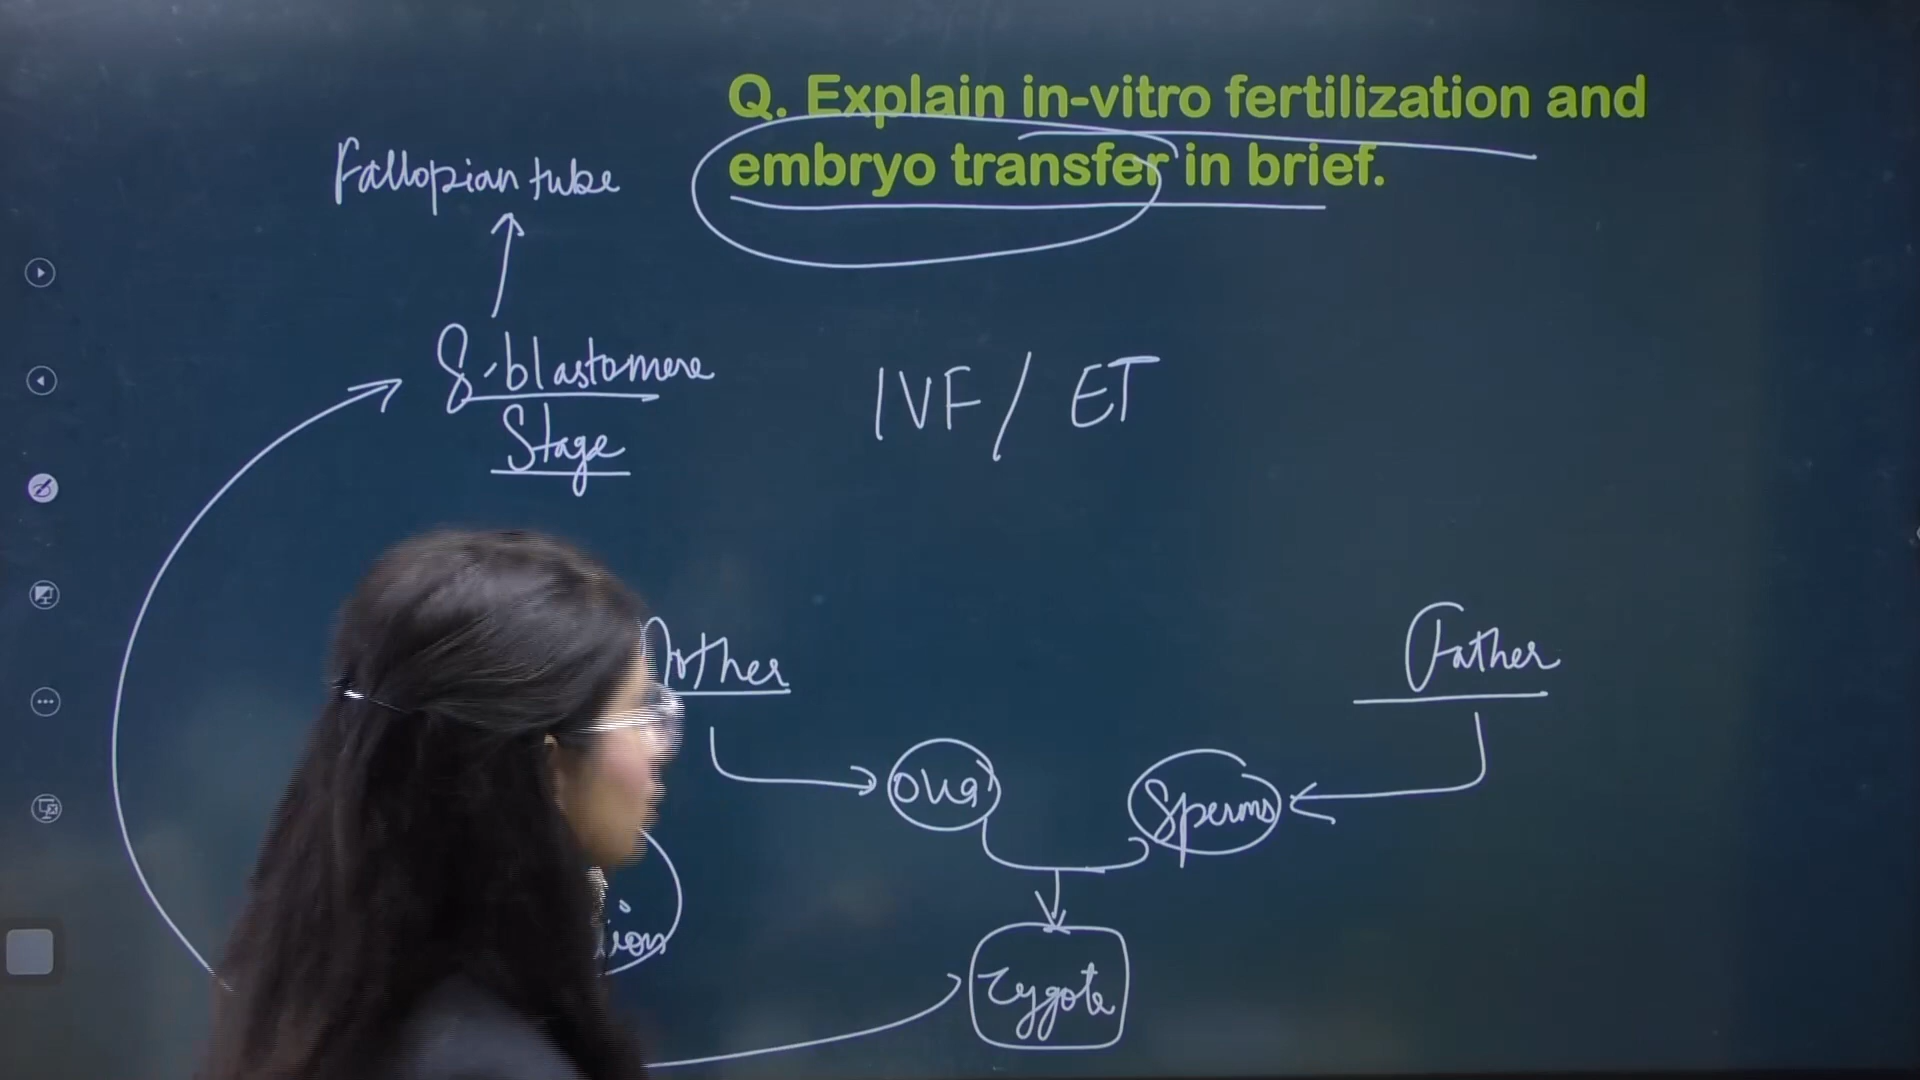 Q. Explain in-vitro fertilization and
embryo transfer in brief.
Fallopian tube
8-blastomere
Stage
IVF / ET
Father
Ova
Sperms
Zygote